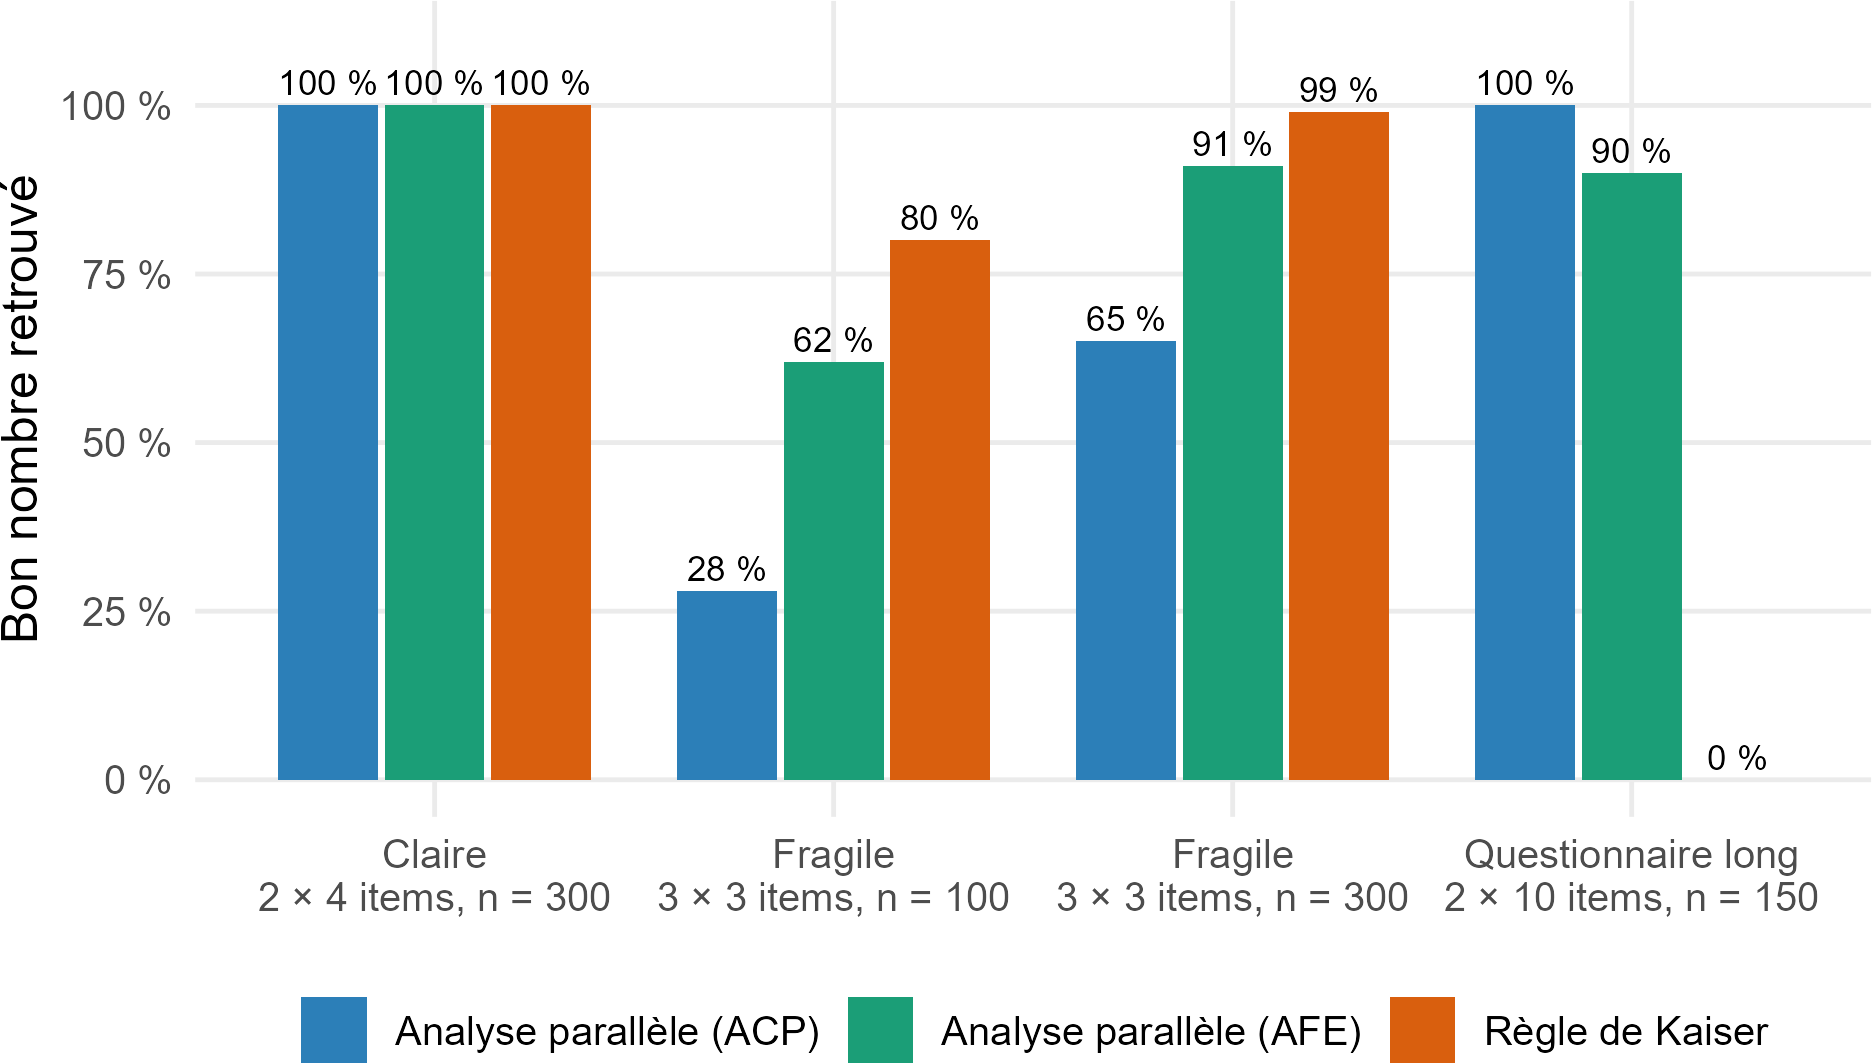 Bon nombre retrouvé
100 %
75 %
50 %
25 %
0 %
100 % 100 % 100 %
28 %
62 %
80 %
65 %
91 %
99 %
100 %
90 %
0 %
Claire
2 × 4 items, n = 300
Fragile
3 × 3 items, n = 100
Fragile
3 × 3 items, n = 300
Questionnaire long
2 × 10 items, n = 150
Analyse parallèle (ACP)
Analyse parallèle (AFE)
Règle de Kaiser